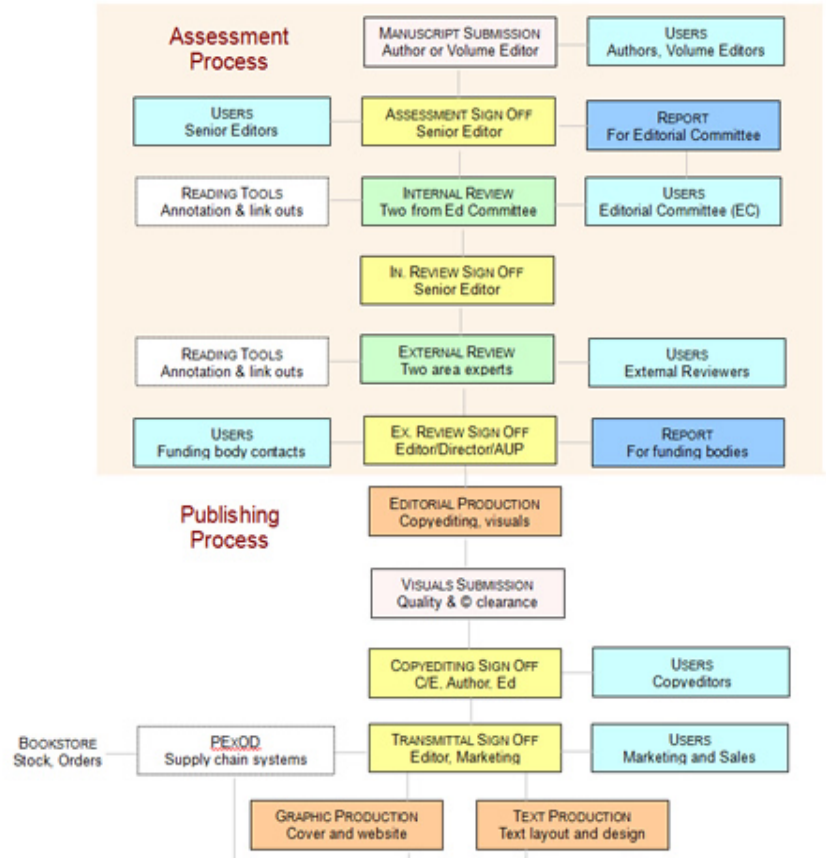 Assessment
Process
MANUSCRIPT SUBMISSION
Author or Volume Editor
USERS
Authors, Volume Editors
USERS
Senior Editors
ASSESSMENT SIGN OFF
Senior Editor
REPORT
For Editorial Committee
READING TOOLS
Annotation & link outs
INTERNAL REVIEW
Two from Ed Committee
USERS
Editorial Committee (EC)
IN. REVIEW SIGN OFF
Senior Editor
READING TOOLS
Annotation & link outs
EXTERNAL REVIEW
Two area experts
USERS
External Reviewers
USERS
Funding body contacts
EX. REVIEW SIGN OFF
Editor/Director/AUP
REPORT
For funding bodies
Publishing
Process
EDITORIAL PRODUCTION
Copyediting, visuals
VISUALS SUBMISSION
Quality & © clearance
COPYEDITING SIGN OFF
C/E, Author, Ed
USERS
Copyeditors
BOOKSTORE
Stock, Orders
PEXOD
Supply chain systems
TRANSMITTAL SIGN OFF
Editor, Marketing
USERS
Marketing and Sales
GRAPHIC PRODUCTION
Cover and website
TEXT PRODUCTION
Text layout and design